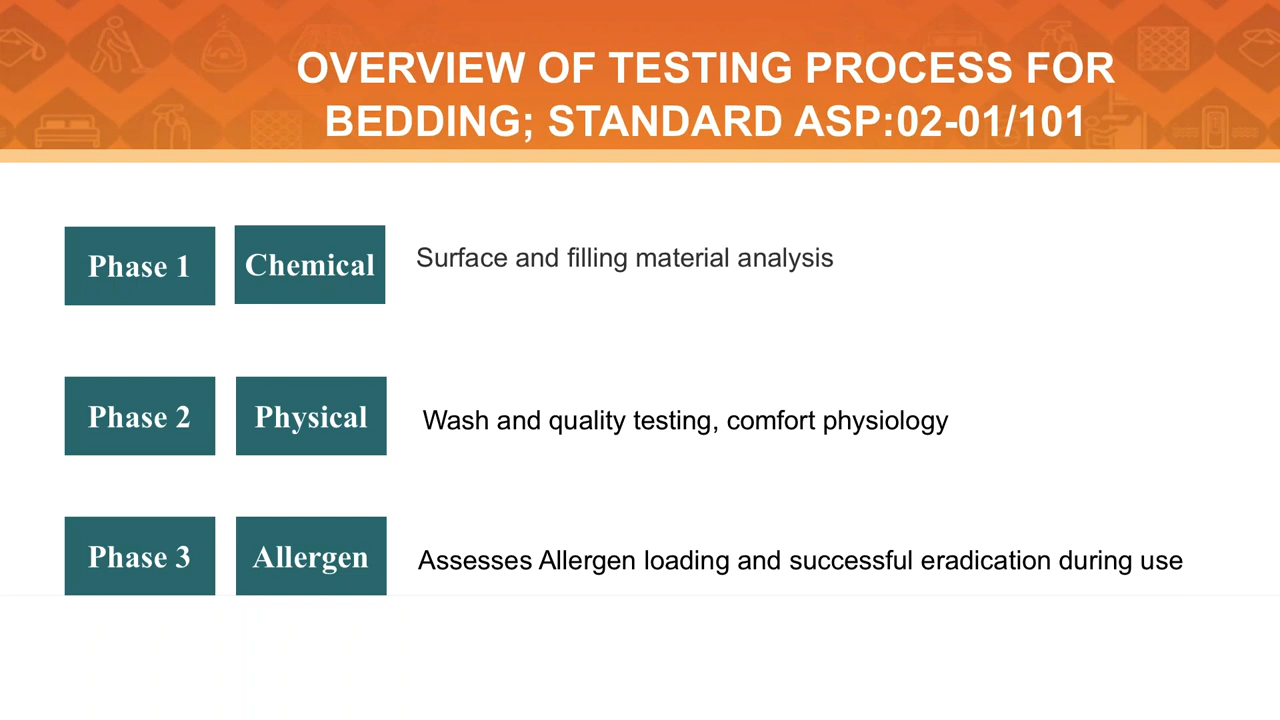 OVERVIEW OF TESTING PROCESS FOR
BEDDING; STANDARD ASP:02-01/101
Phase 1 Chemical Surface and filling material analysis
Phase 2 Physical Wash and quality testing, comfort physiology
Phase 3 Allergen Assesses Allergen loading and successful eradication during use